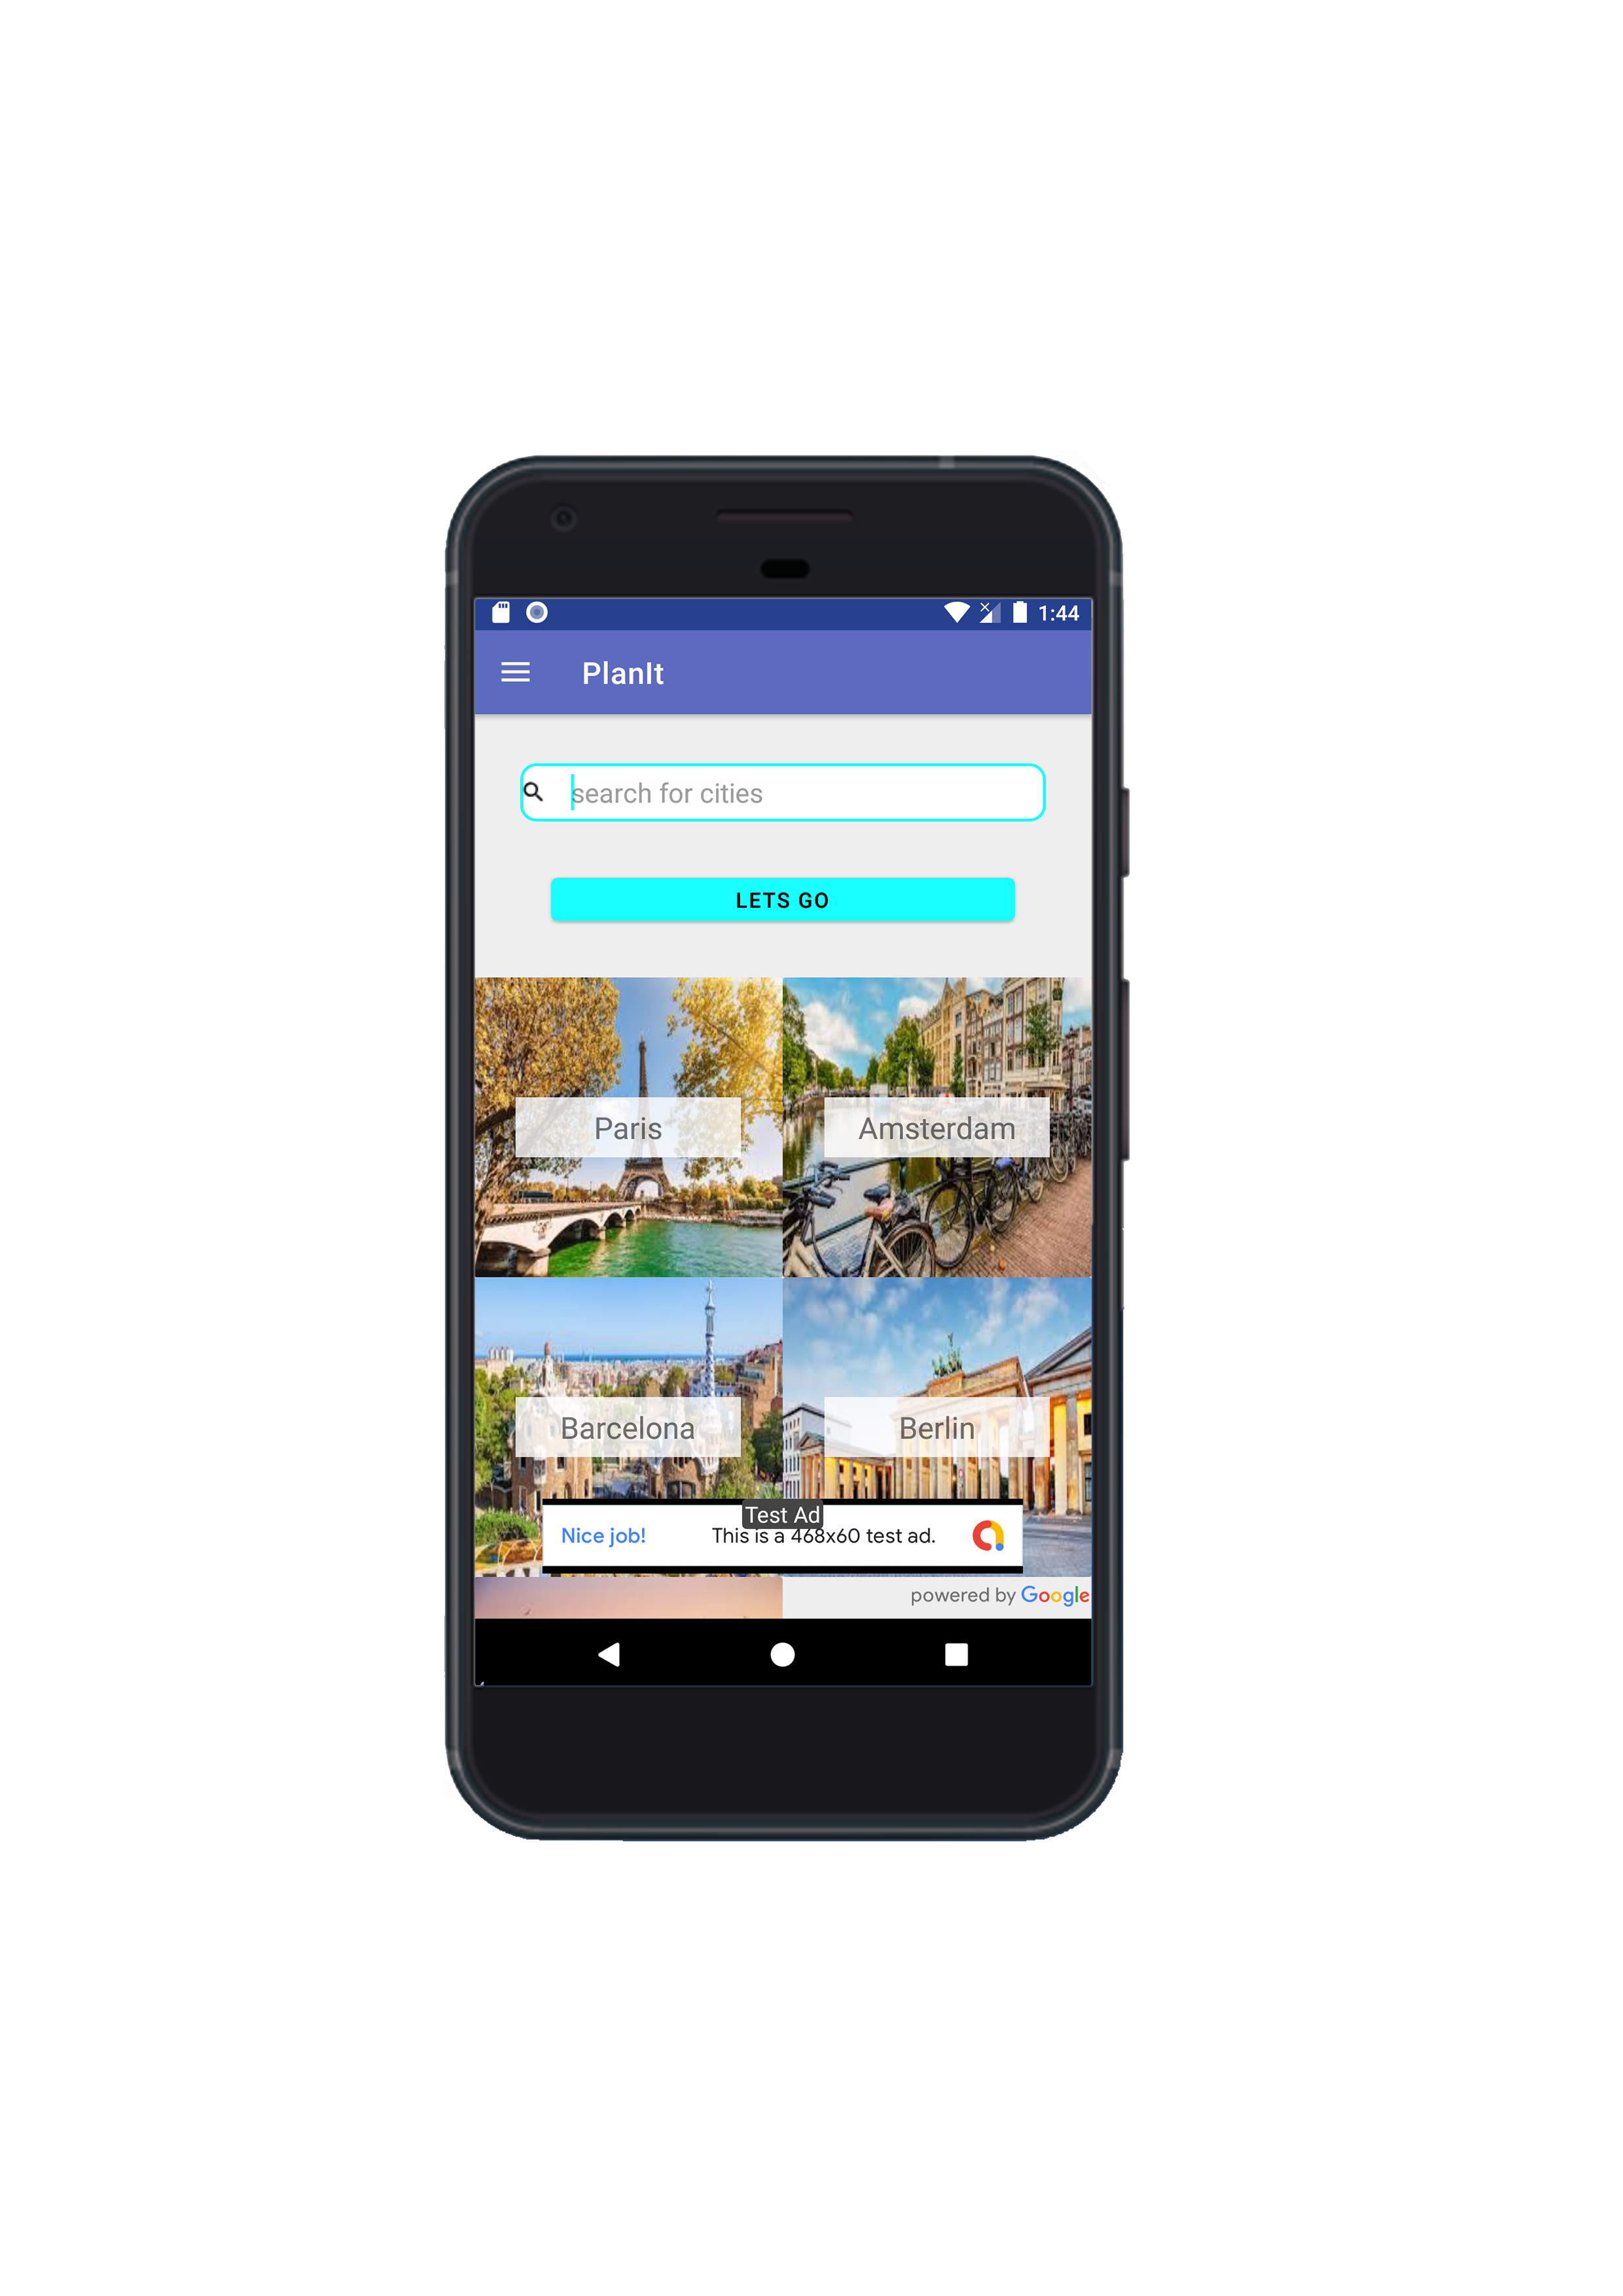 1:44
PlanIt
search for cities
LETS GO
Paris
Amsterdam
Barcelona
Berlin
Test Ad
Nice job! This is a 468x60 test ad.
powered by Google